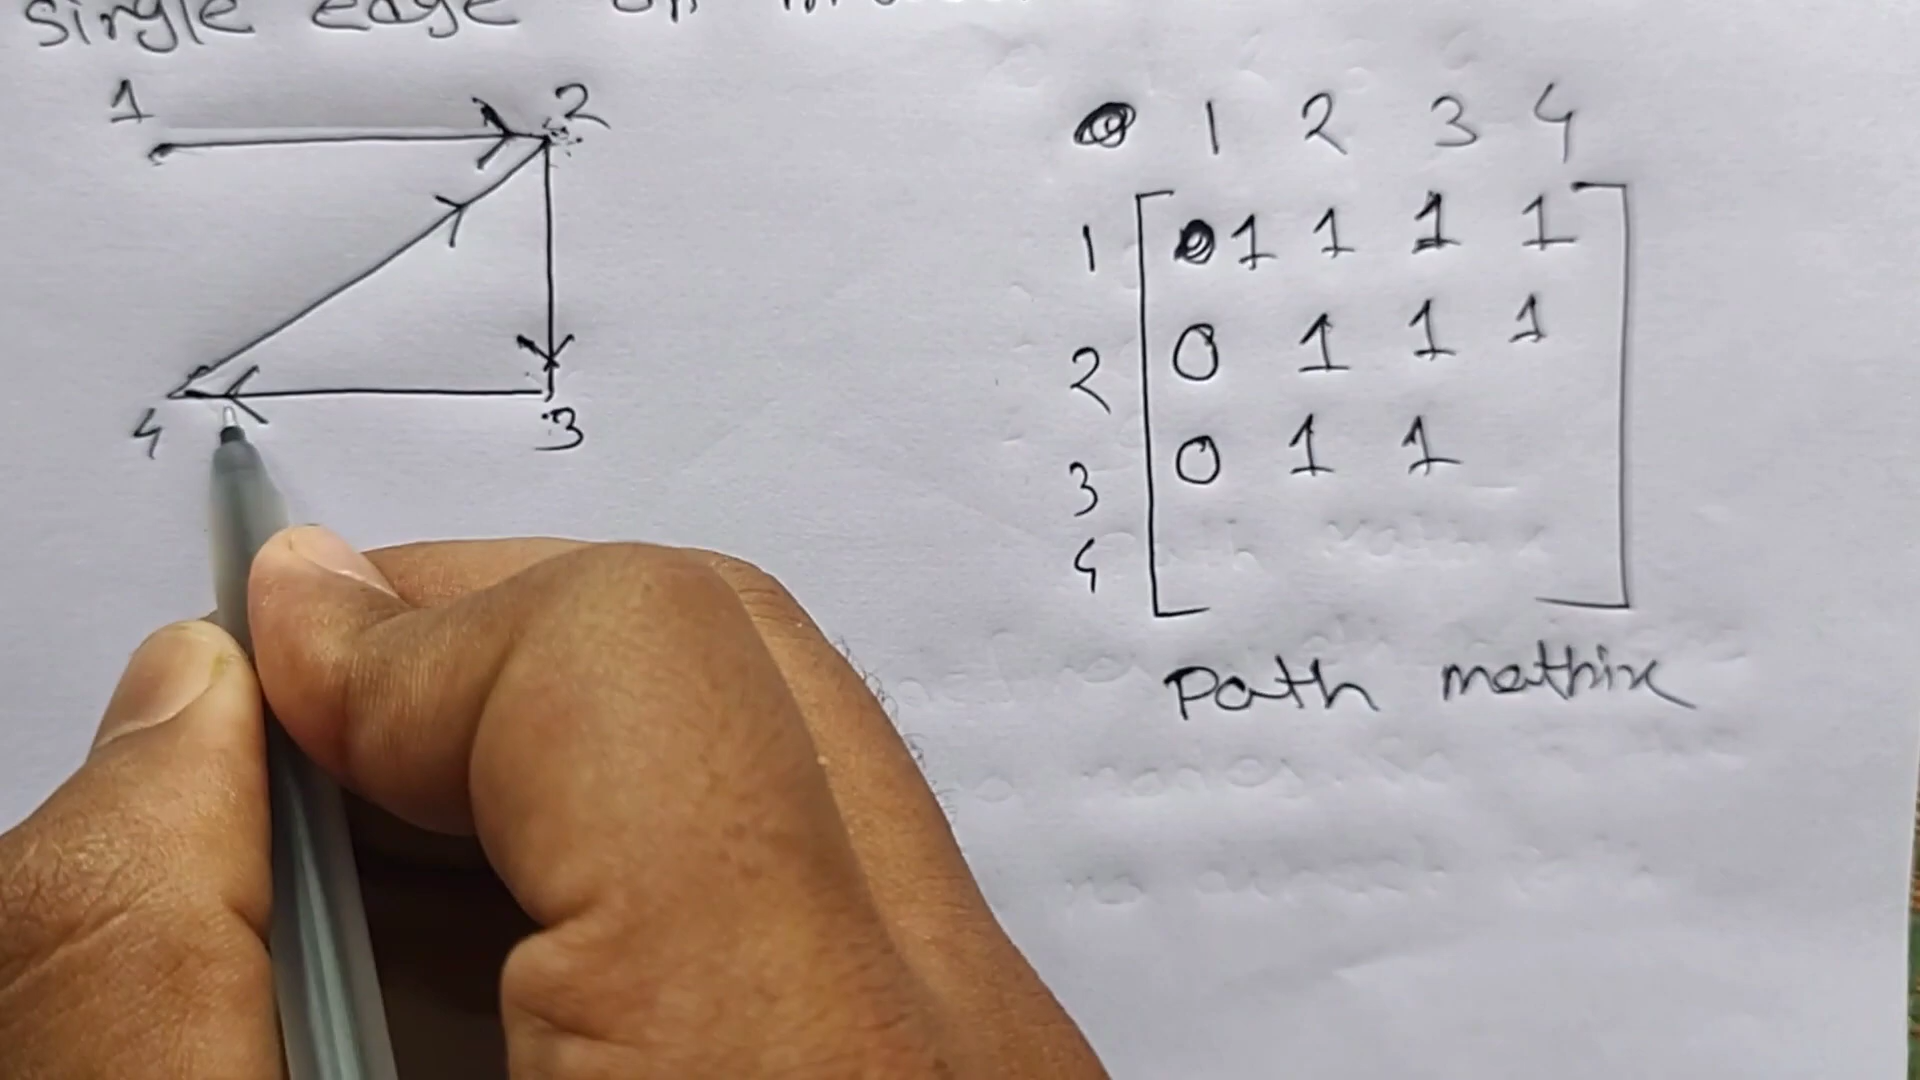 single edge
1 2
4 3
1 2 3 4
1 1 1 1 1
2 0 1 1 1
3 0 1 1
4
Path mathix